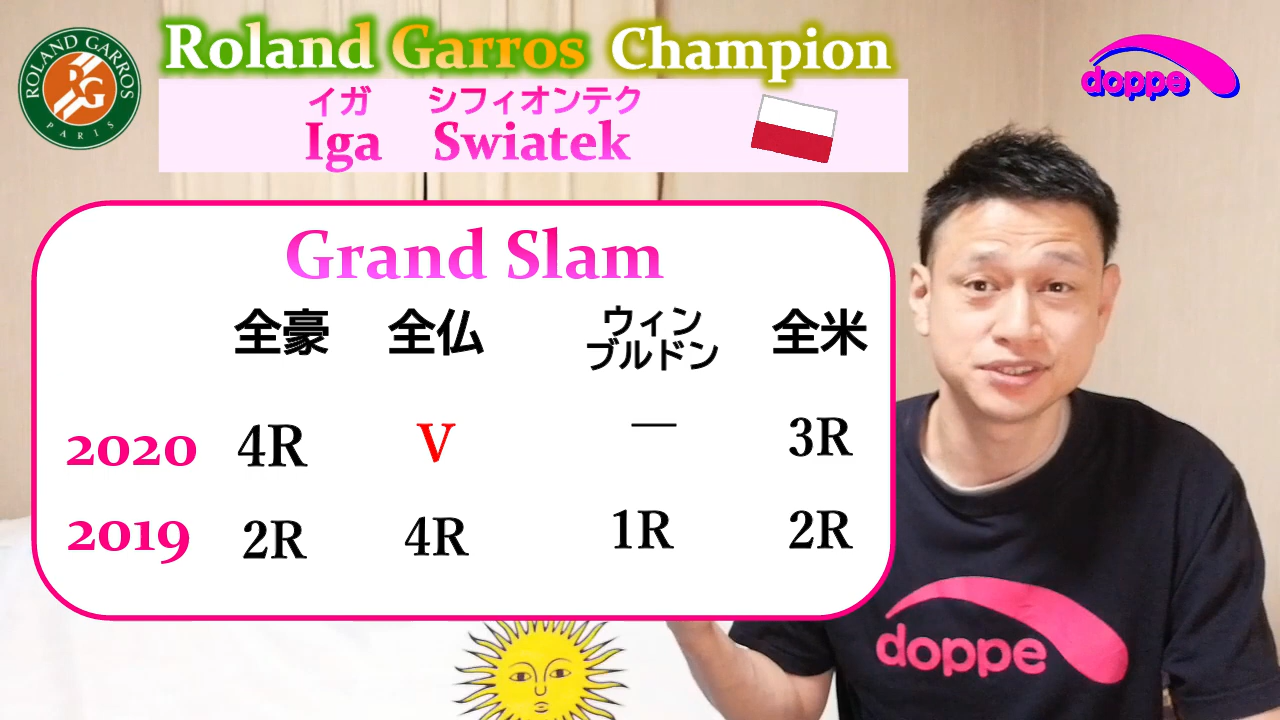 ROLAND GARROS
RG
PARIS
Roland Garros Champion
イガ シフィオンテク
Iga Swiatek
doppe
Grand Slam
全豪 全仏 ウィンブルドン 全米
2020 4R V — 3R
2019 2R 4R 1R 2R
doppe